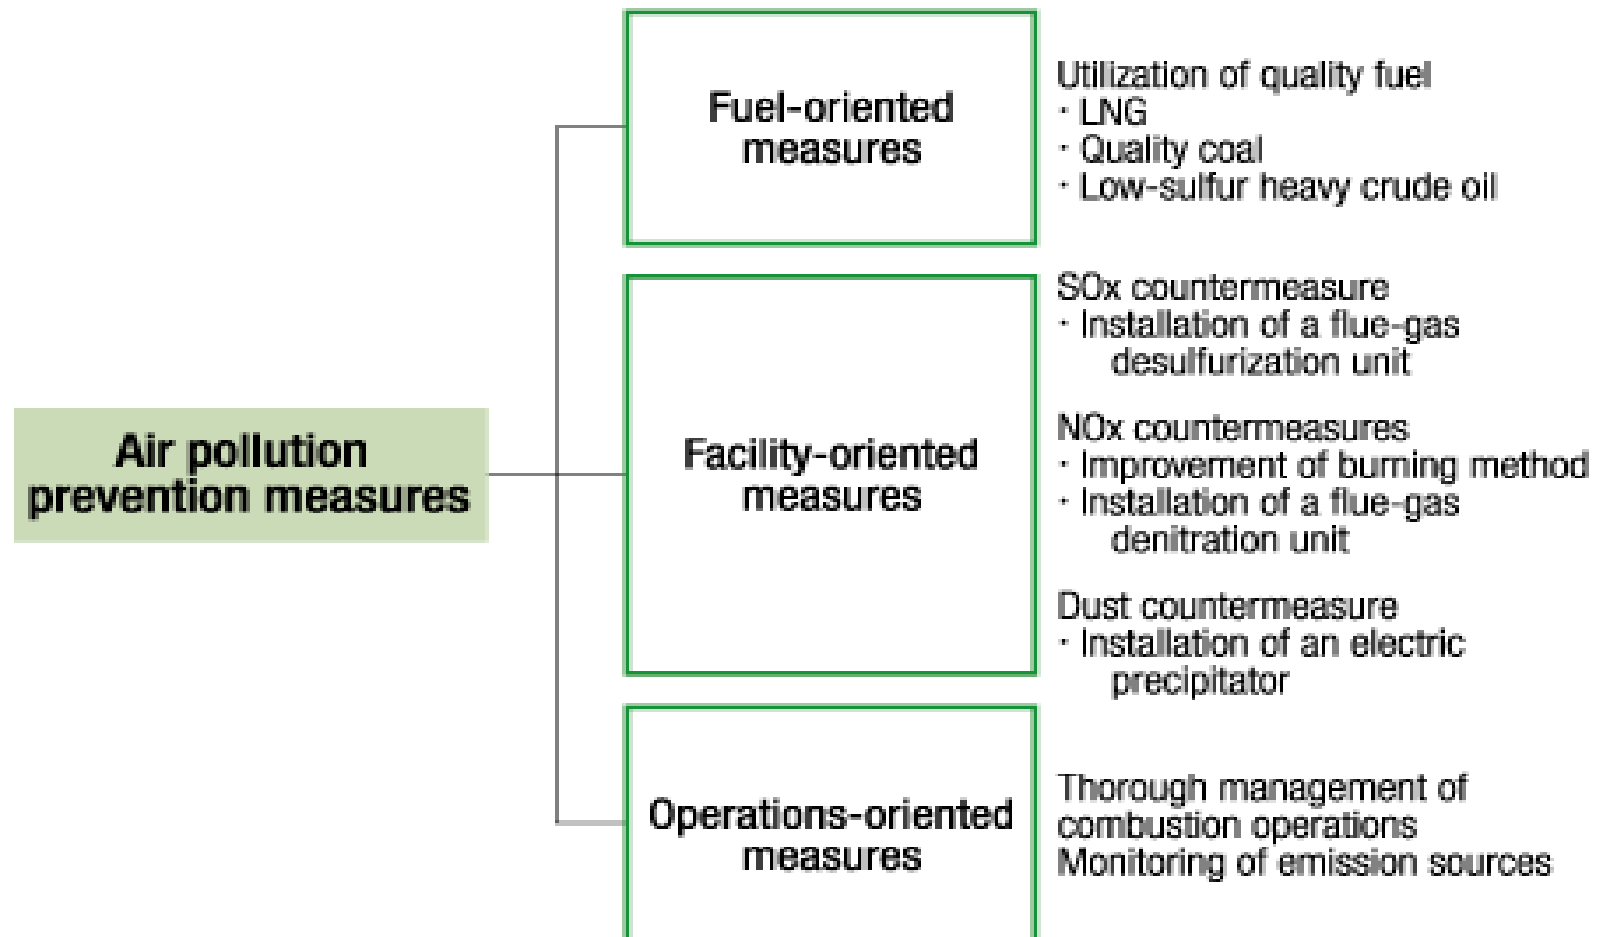 Air pollution
prevention measures
Fuel-oriented
measures
Utilization of quality fuel
· LNG
· Quality coal
· Low-sulfur heavy crude oil
Facility-oriented
measures
SOx countermeasure
· Installation of a flue-gas
desulfurization unit
NOx countermeasures
· Improvement of burning method
· Installation of a flue-gas
denitration unit
Dust countermeasure
· Installation of an electric
precipitator
Operations-oriented
measures
Thorough management of
combustion operations
Monitoring of emission sources